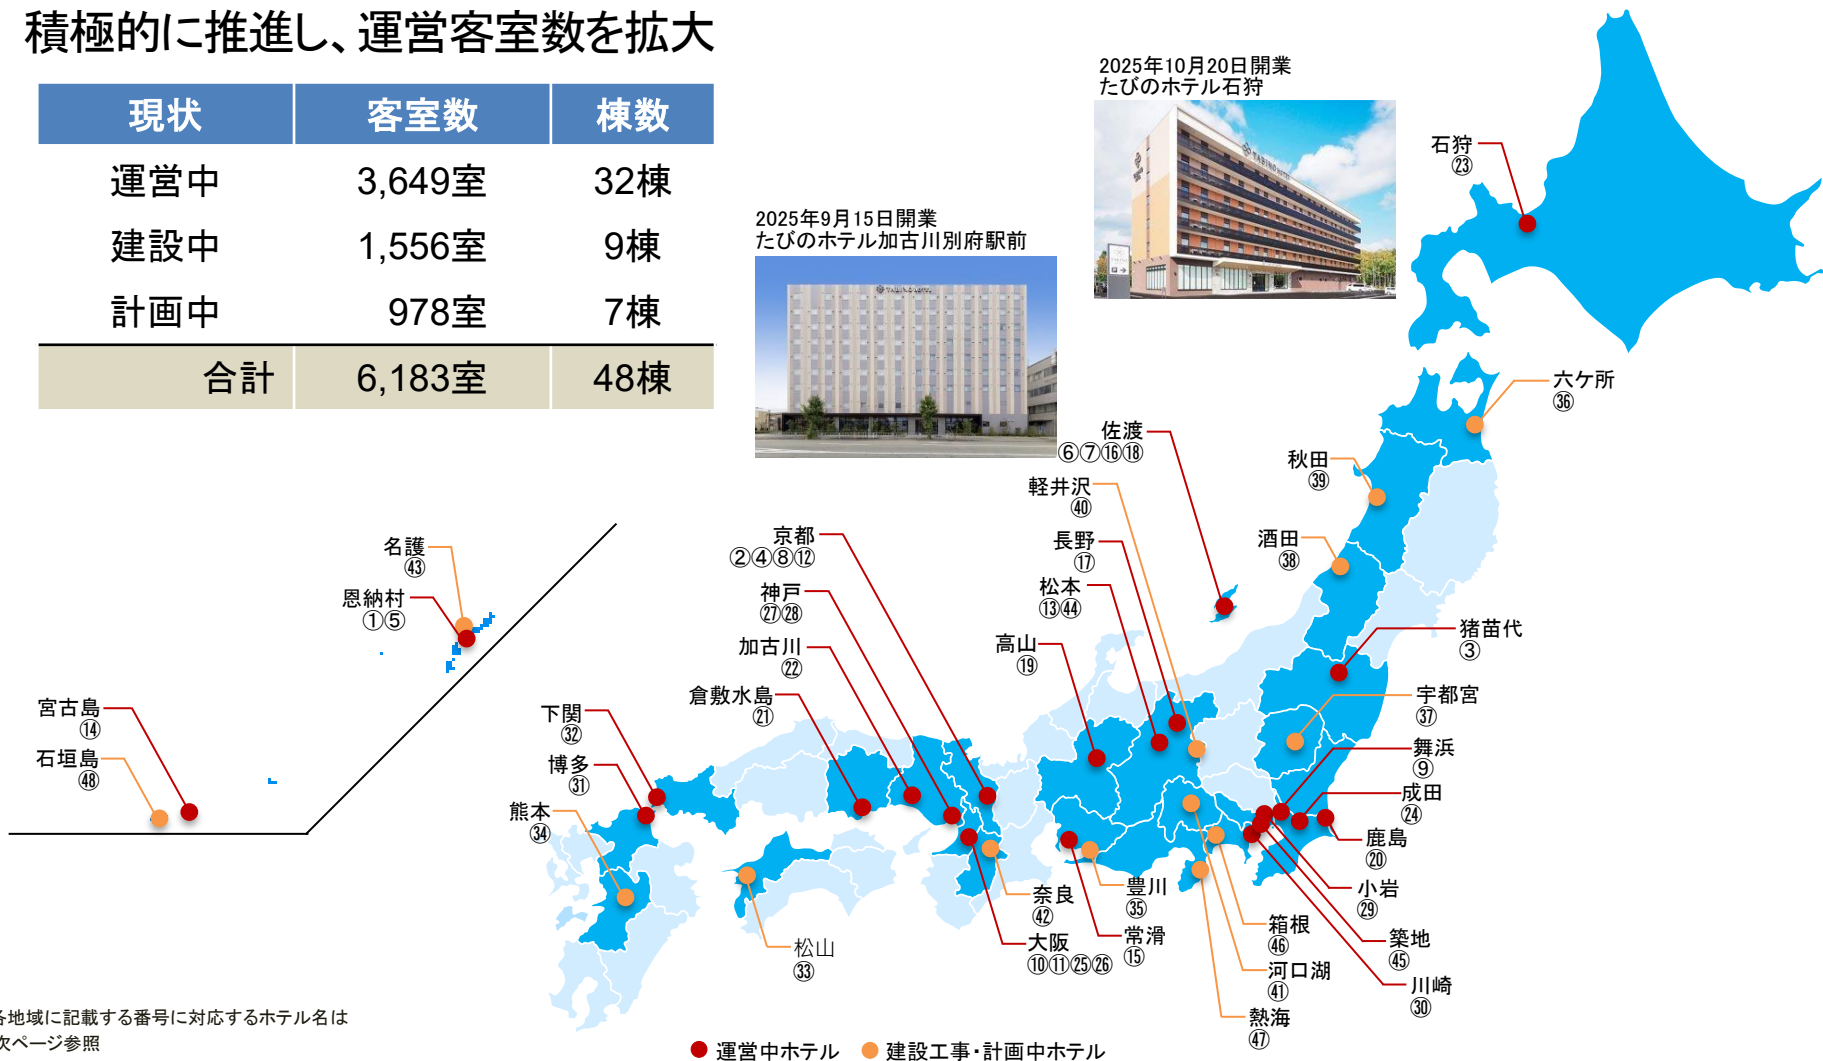 積極的に推進し、運営客室数を拡大
現状 客室数 棟数
運営中 3,649室 32棟
建設中 1,556室 9棟
計画中 978室 7棟
合計 6,183室 48棟
2025年9月15日開業
たびのホテル加古川別府駅前
TABINO HOTEL
2025年10月20日開業
たびのホテル石狩
TABINO HOTEL
石狩
㉓
六ケ所
㊱
佐渡
⑥⑦⑯⑱
秋田
㊴
軽井沢
㊵
酒田
㊳
長野
⑰
松本
⑬㊹
高山
⑲
京都
②④⑧⑫
神戸
㉗㉘
加古川
㉒
倉敷水島
㉑
下関
㉜
博多
㉛
熊本
㉞
名護
㊸
恩納村
①⑤
宮古島
⑭
石垣島
㊽
猪苗代
③
宇都宮
㊲
舞浜
⑨
成田
㉔
鹿島
⑳
小岩
㉙
築地
㊺
川崎
㉚
箱根
㊻
河口湖
㊶
熱海
㊼
豊川
㉟
常滑
⑮
奈良
㊷
大阪
⑩⑪㉕㉖
松山
㉝
各地域に記載する番号に対応するホテル名は
次ページ参照
運営中ホテル 建設工事・計画中ホテル